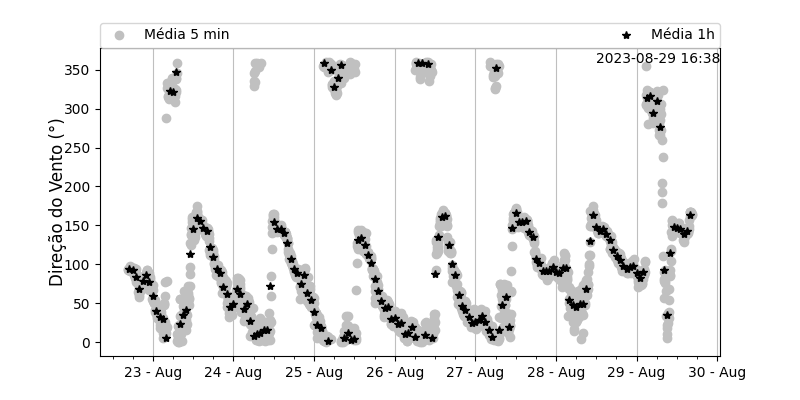 Média 5 min
Média 1h
2023-08-29 16:38
Direção do Vento (°)
350
300
250
200
150
100
50
0
23 - Aug
24 - Aug
25 - Aug
26 - Aug
27 - Aug
28 - Aug
29 - Aug
30 - Aug